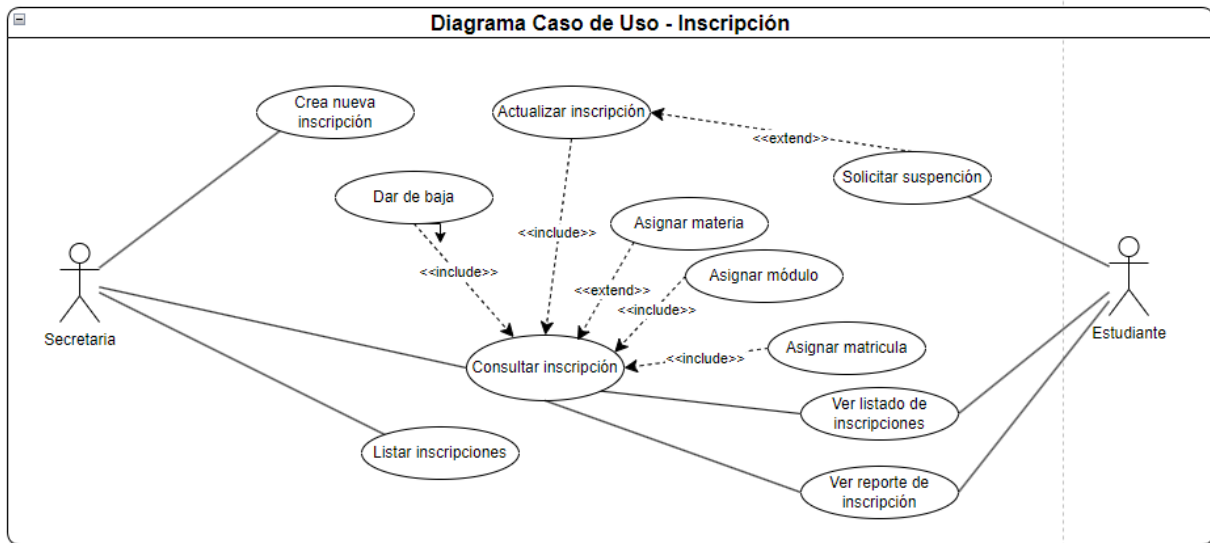 Diagrama Caso de Uso - Inscripción
Crea nueva
inscripción
Actualizar inscripción
<<extend>>
Solicitar suspención
Dar de baja
Asignar materia
<<include>>
<<include>>
Asignar módulo
<<extend>>
<<include>>
Secretaria
Estudiante
Consultar inscripción
<<include>>
Asignar matricula
Ver listado de
inscripciones
Listar inscripciones
Ver reporte de
inscripción